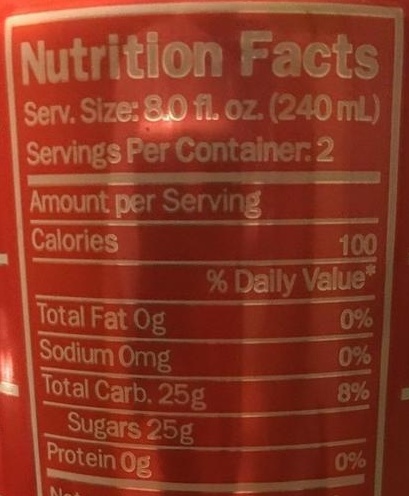 Nutrition Facts
Serv. Size: 8.0 fl. oz. (240 mL)
Servings Per Container: 2
Amount per Serving
Calories 100
% Daily Value*
Total Fat 0g 0%
Sodium 0mg 0%
Total Carb. 25g 8%
Sugars 25g
Protein 0g 0%